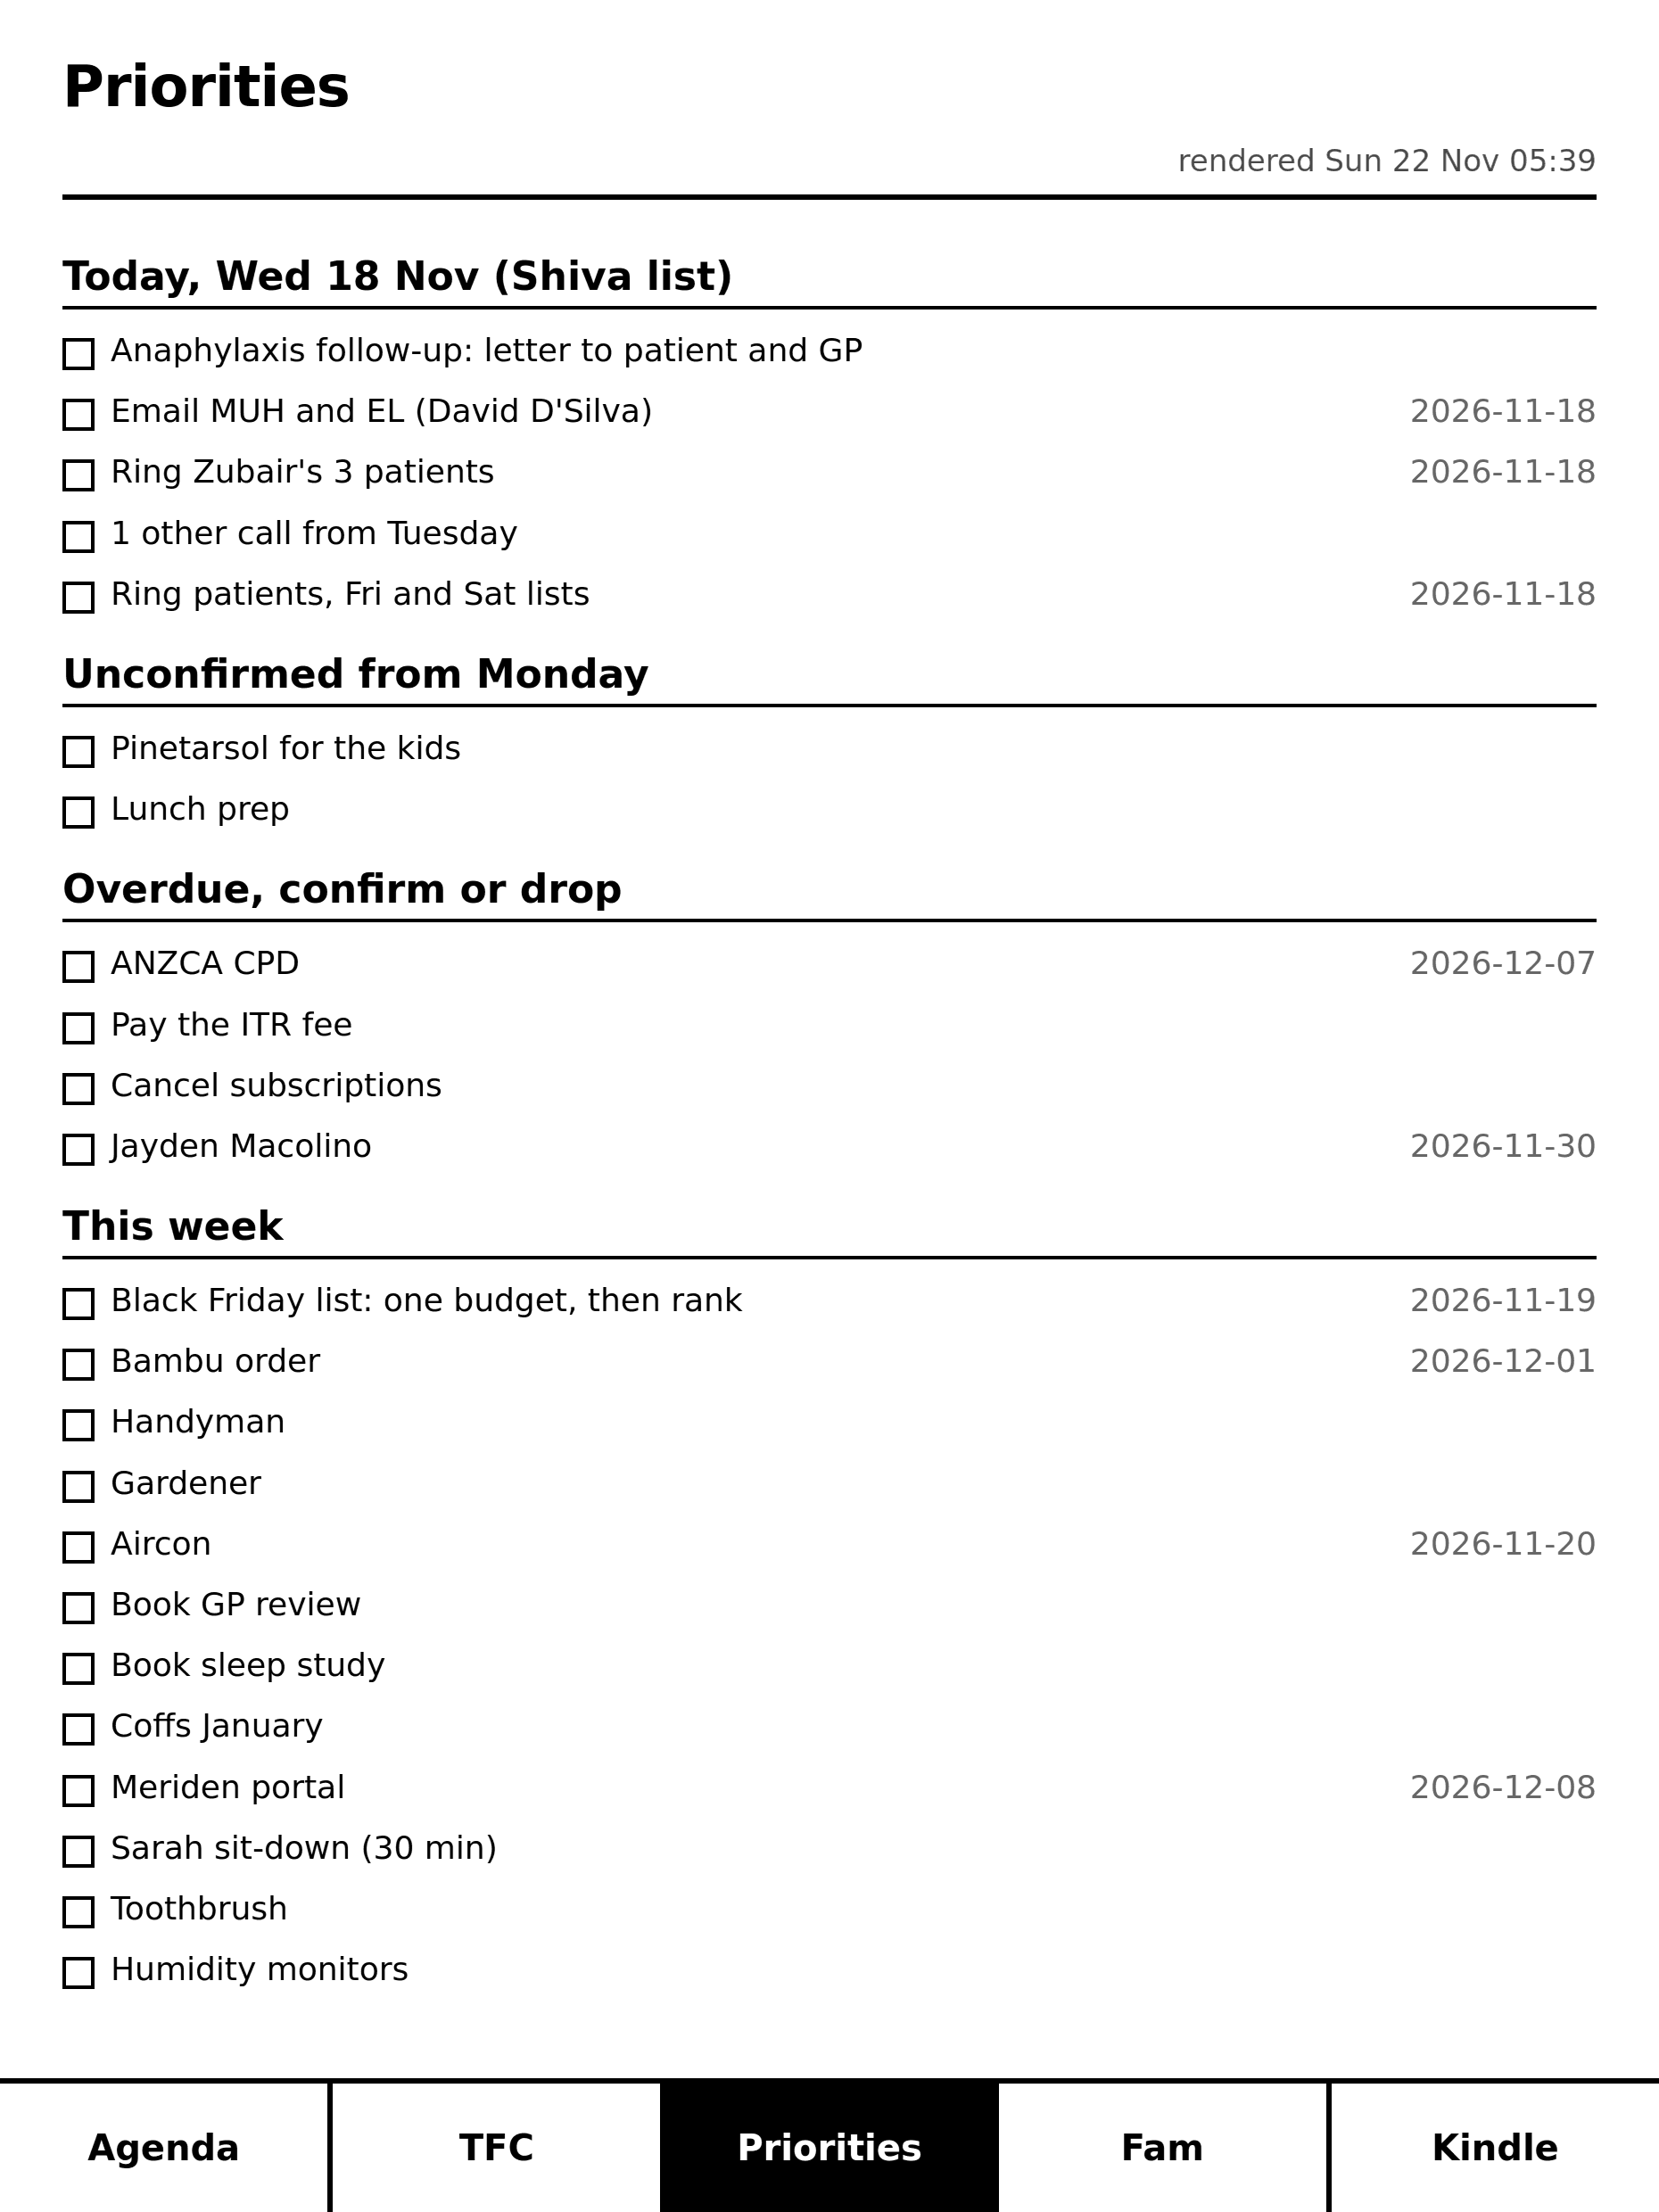 Priorities
rendered Sun 22 Nov 05:39
Today, Wed 18 Nov (Shiva list)
Anaphylaxis follow-up: letter to patient and GP
Email MUH and EL (David D'Silva) 2026-11-18
Ring Zubair's 3 patients 2026-11-18
1 other call from Tuesday
Ring patients, Fri and Sat lists 2026-11-18
Unconfirmed from Monday
Pinetarsol for the kids
Lunch prep
Overdue, confirm or drop
ANZCA CPD 2026-12-07
Pay the ITR fee
Cancel subscriptions
Jayden Macolino 2026-11-30
This week
Black Friday list: one budget, then rank 2026-11-19
Bambu order 2026-12-01
Handyman
Gardener
Aircon 2026-11-20
Book GP review
Book sleep study
Coffs January
Meriden portal 2026-12-08
Sarah sit-down (30 min)
Toothbrush
Humidity monitors
Agenda TFC Priorities Fam Kindle